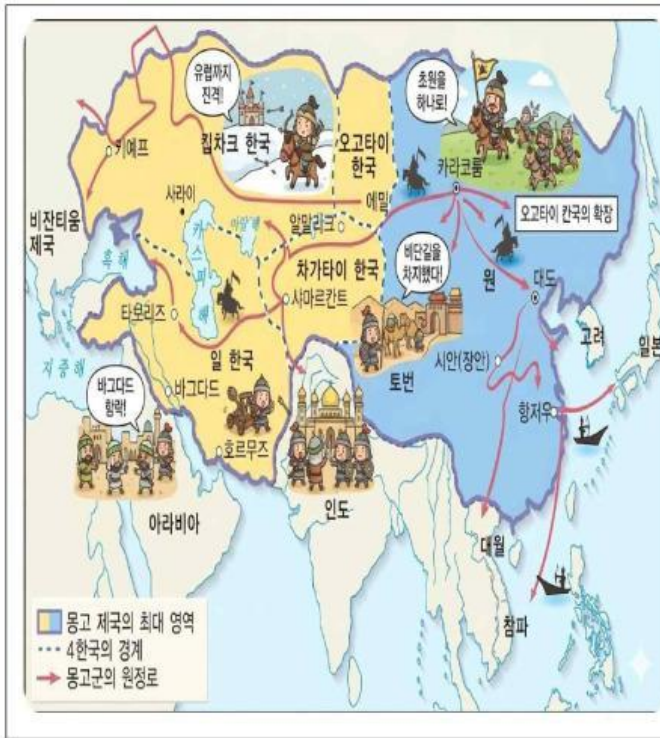 유럽까지
진격!
킵차크 한국
오고타이
한국
초원을
하나로!
카라코룸
키예프
사라이
에밀
오고타이 칸국의 확장
비잔티움
제국
카스피해
아랄해
알말리크
흑해
차가타이 한국
비단길을
차지했다!
원
대도
타브리즈
사마르칸트
고려
일본
지중해
일 한국
시안(장안)
토번
바그다드
함락!
바그다드
항저우
호르무즈
아라비아
인도
대월
참파
몽고 제국의 최대 영역
4한국의 경계
몽고군의 원정로